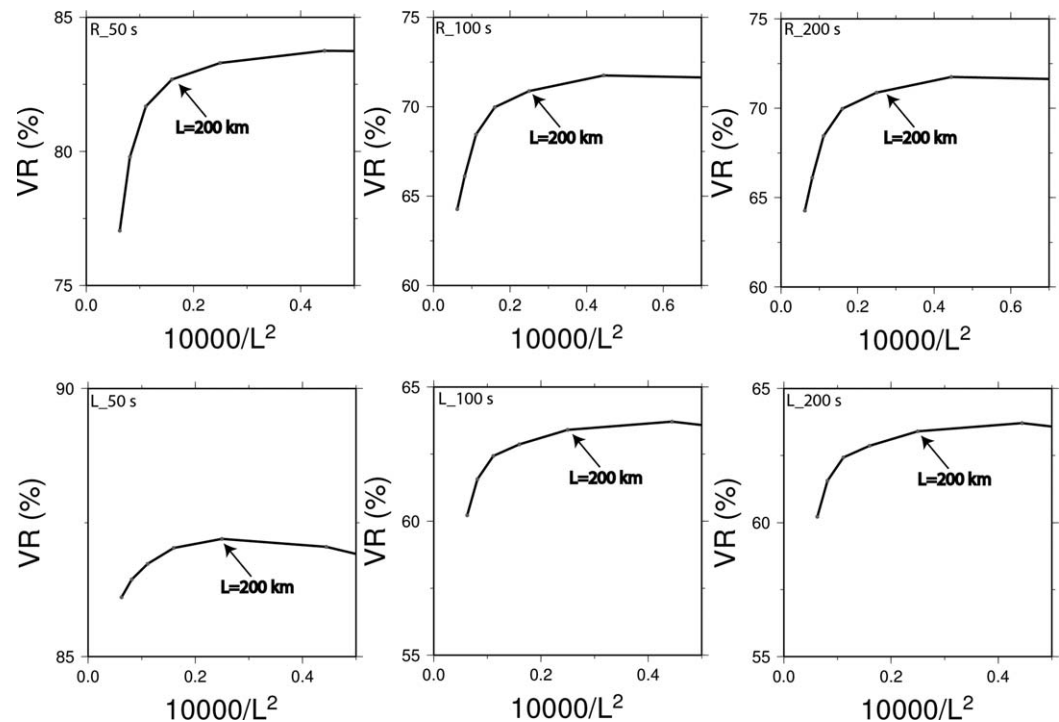 R_50 s
85
80
75
VR (%)
L=200 km
0.0 0.2 0.4
10000/L²
R_100 s
75
70
65
60
VR (%)
L=200 km
0.0 0.2 0.4 0.6
10000/L²
R_200 s
75
70
65
60
VR (%)
L=200 km
0.0 0.2 0.4 0.6
10000/L²
L_50 s
90
85
VR (%)
L=200 km
0.0 0.2 0.4
10000/L²
L_100 s
65
60
55
VR (%)
L=200 km
0.0 0.2 0.4
10000/L²
L_200 s
65
60
55
VR (%)
L=200 km
0.0 0.2 0.4
10000/L²